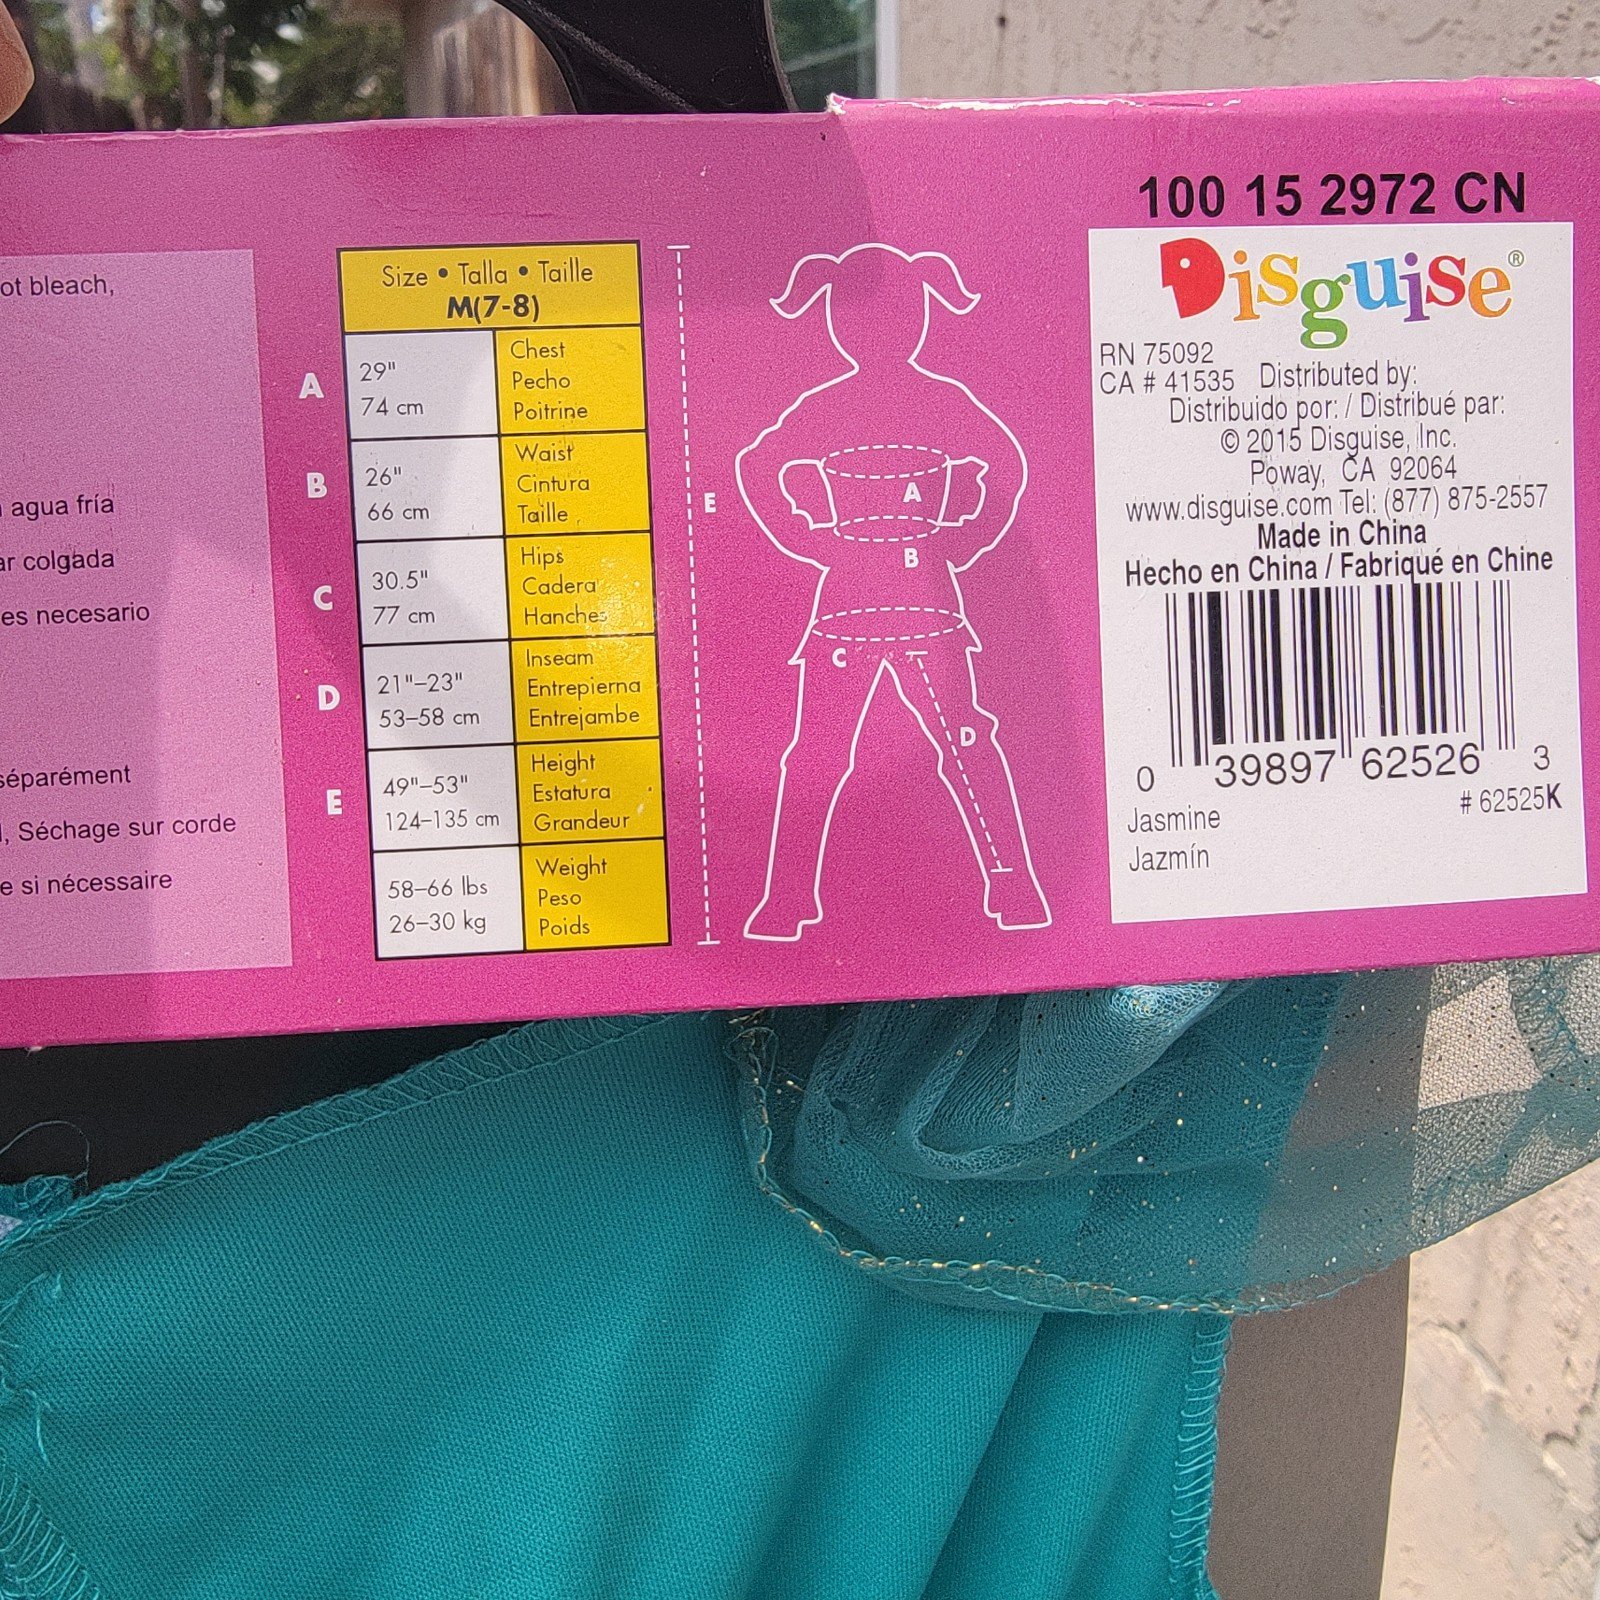 ot bleach,
agua fría
ar colgada
es necesario
séparément
, Séchage sur corde
e si nécessaire
Size • Talla • Taille
M(7-8)
A
29"
74 cm
Chest
Pecho
Poitrine
B
26"
66 cm
Waist
Cintura
Taille
C
30.5"
77 cm
Hips
Cadera
Hanches
D
21"–23"
53–58 cm
Inseam
Entrepierna
Entrejambe
E
49"–53"
124–135 cm
Height
Estatura
Grandeur
58–66 lbs
26–30 kg
Weight
Peso
Poids
E
A
B
C
D
100 15 2972 CN
Disguise®
RN 75092
CA # 41535 Distributed by:
Distribuido por: / Distribué par:
© 2015 Disguise, Inc.
Poway, CA 92064
www.disguise.com Tel: (877) 875-2557
Made in China
Hecho en China / Fabriqué en Chine
0 39897 62526 3
# 62525K
Jasmine
Jazmín